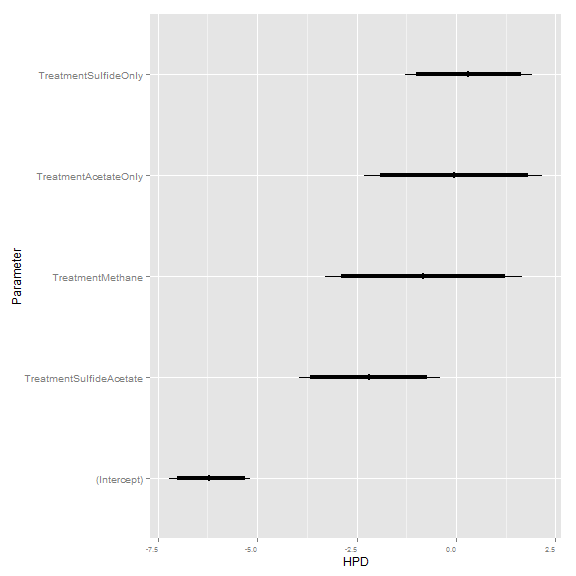 TreatmentSulfideOnly
TreatmentAcetateOnly
TreatmentMethane
TreatmentSulfideAcetate
(Intercept)
Parameter
-7.5 -5.0 -2.5 0.0 2.5
HPD